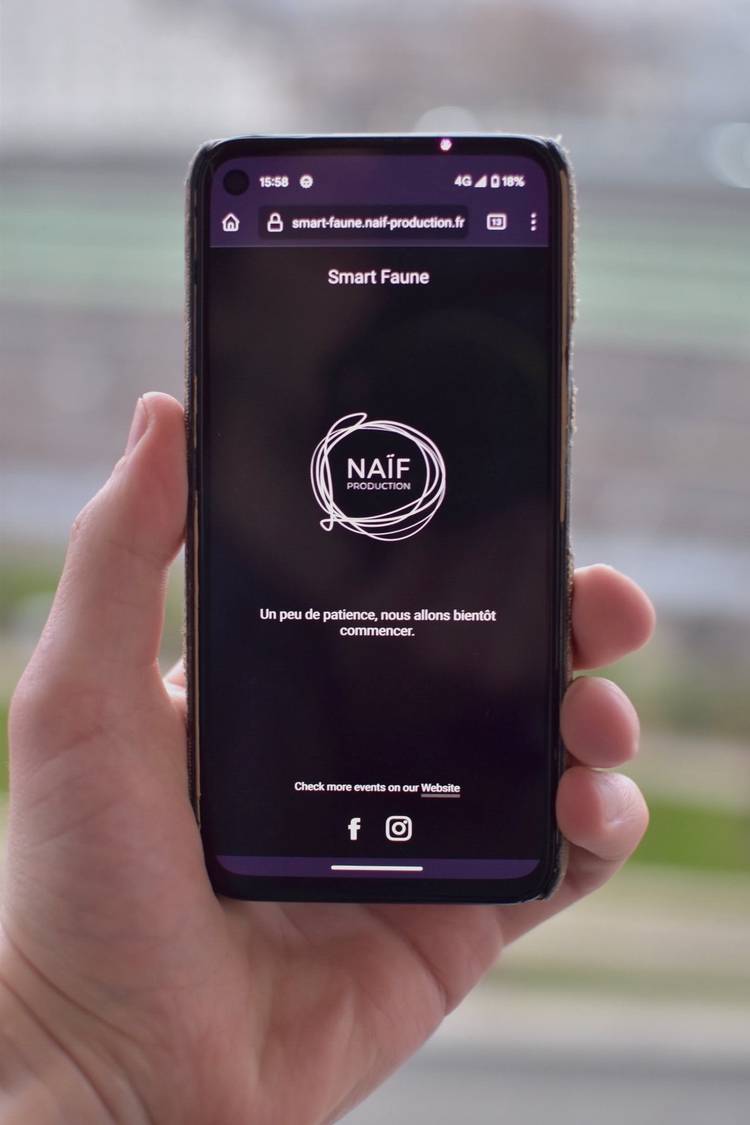 15:58 4G 18%
smart-faune.naif-production.fr 13
Smart Faune
NAÏF
PRODUCTION
Un peu de patience, nous allons bientôt
commencer.
Check more events on our Website